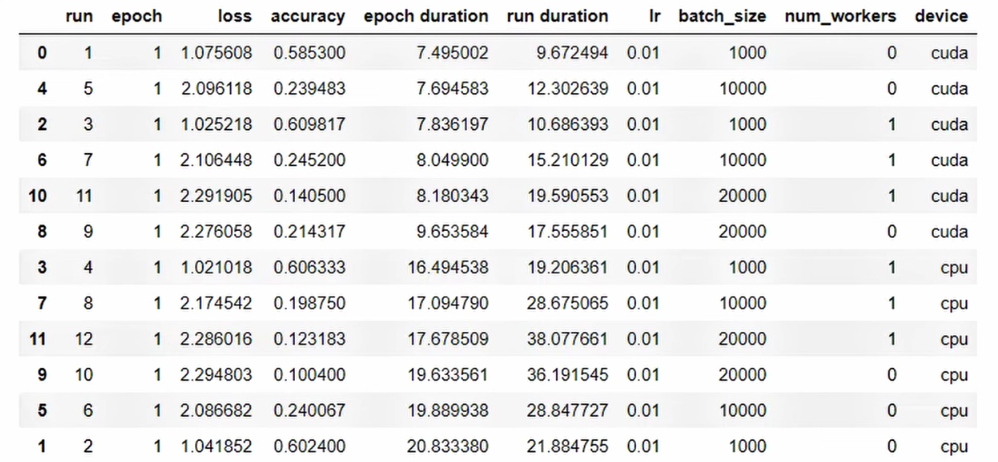 run epoch loss accuracy epoch duration run duration lr batch_size num_workers device
0 1 1 1.075608 0.585300 7.495002 9.672494 0.01 1000 0 cuda
4 5 1 2.096118 0.239483 7.694583 12.302639 0.01 10000 0 cuda
2 3 1 1.025218 0.609817 7.836197 10.686393 0.01 1000 1 cuda
6 7 1 2.106448 0.245200 8.049900 15.210129 0.01 10000 1 cuda
10 11 1 2.291905 0.140500 8.180343 19.590553 0.01 20000 1 cuda
8 9 1 2.276058 0.214317 9.653584 17.555851 0.01 20000 0 cuda
3 4 1 1.021018 0.606333 16.494538 19.206361 0.01 1000 1 cpu
7 8 1 2.174542 0.198750 17.094790 28.675065 0.01 10000 1 cpu
11 12 1 2.286016 0.123183 17.678509 38.077661 0.01 20000 1 cpu
9 10 1 2.294803 0.100400 19.633561 36.191545 0.01 20000 0 cpu
5 6 1 2.086682 0.240067 19.889938 28.847727 0.01 10000 0 cpu
1 2 1 1.041852 0.602400 20.833380 21.884755 0.01 1000 0 cpu